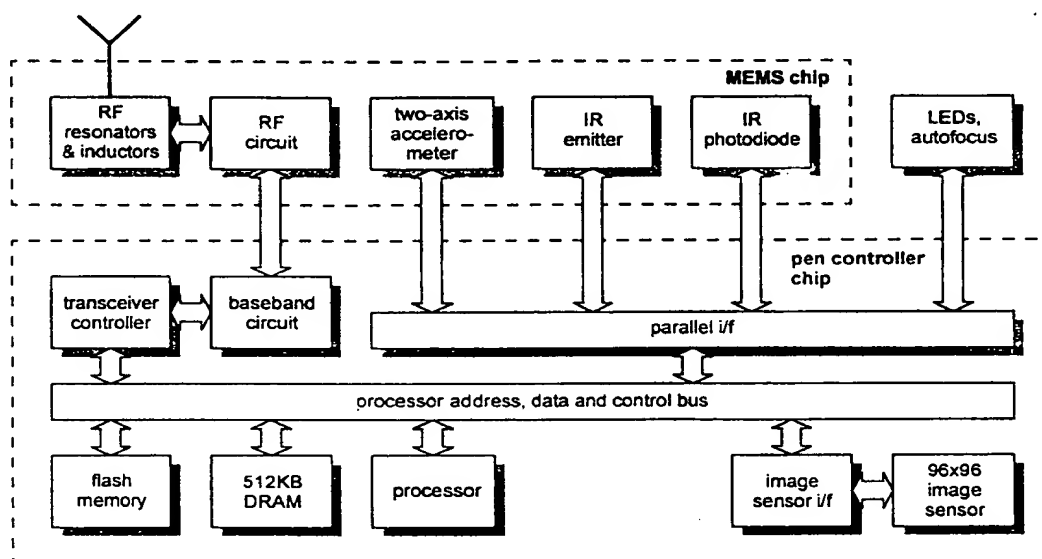 MEMS chip
RF
resonators
& inductors
RF
circuit
two-axis
accelero-
meter
IR
emitter
IR
photodiode
LEDs,
autofocus
pen controller
chip
transceiver
controller
baseband
circuit
parallel i/f
processor address, data and control bus
flash
memory
512KB
DRAM
processor
image
sensor i/f
96x96
image
sensor